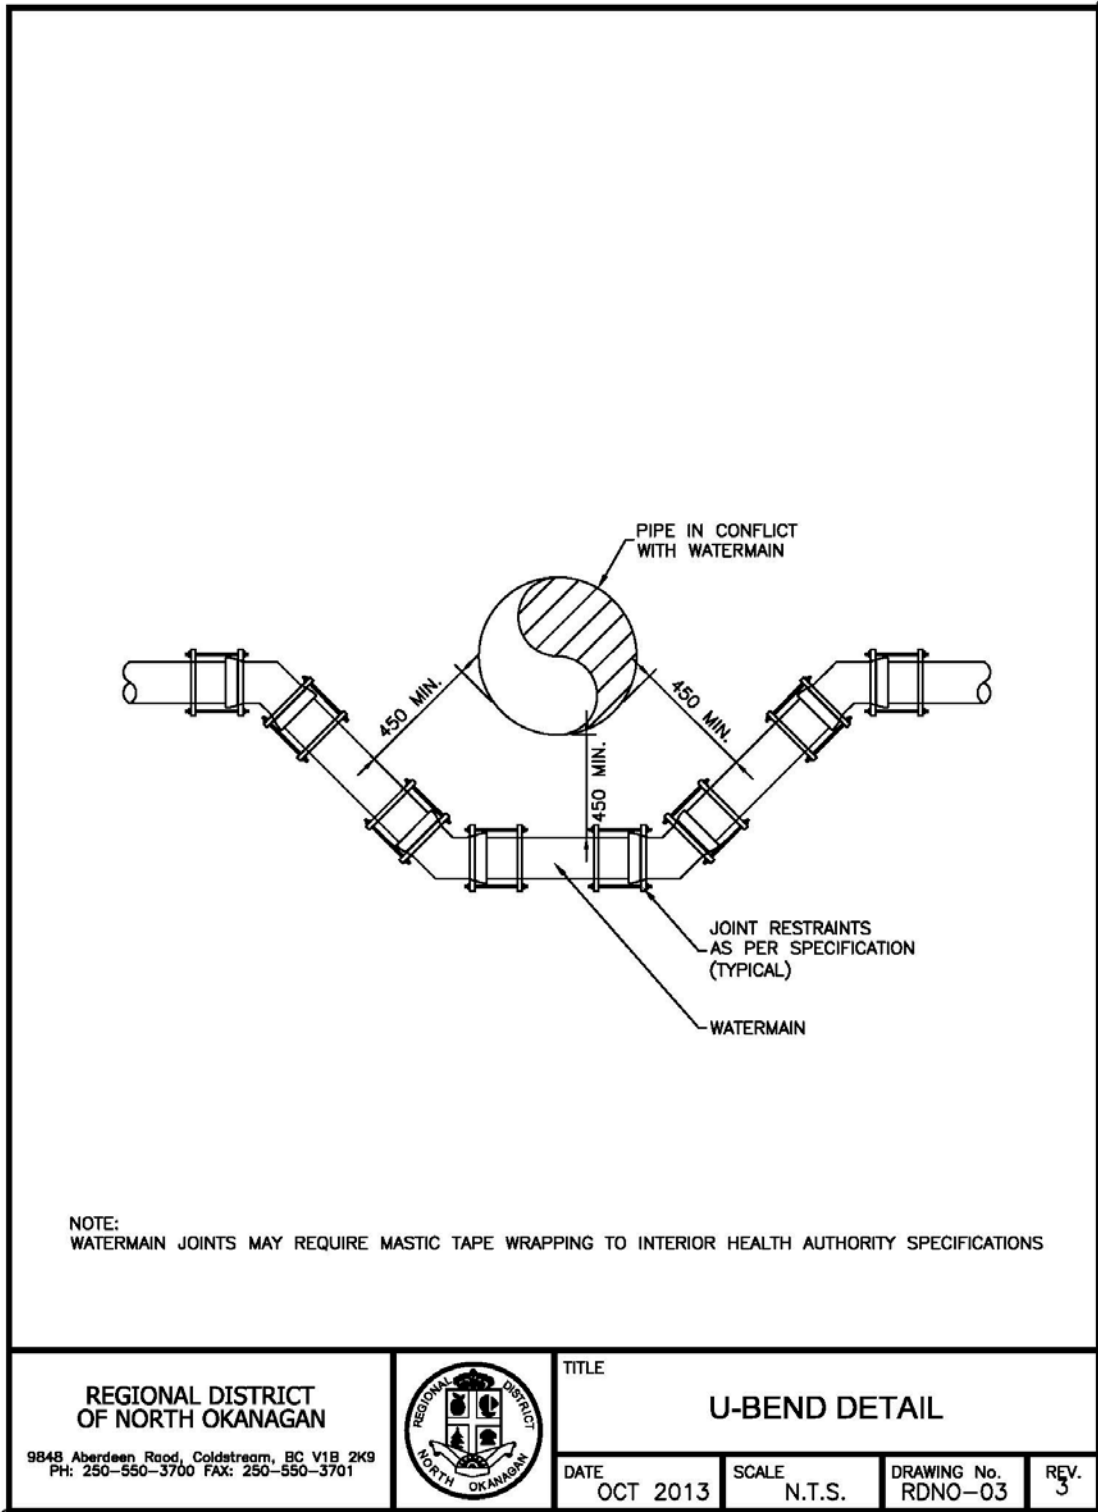 PIPE IN CONFLICT
WITH WATERMAIN
450 MIN.
450 MIN.
450 MIN.
JOINT RESTRAINTS
AS PER SPECIFICATION
(TYPICAL)
WATERMAIN
NOTE:
WATERMAIN JOINTS MAY REQUIRE MASTIC TAPE WRAPPING TO INTERIOR HEALTH AUTHORITY SPECIFICATIONS
REGIONAL DISTRICT
OF NORTH OKANAGAN
9848 Aberdeen Road, Coldstream, BC V1B 2K9
PH: 250-550-3700 FAX: 250-550-3701
REGIONAL DISTRICT
NORTH OKANAGAN
TITLE
U-BEND DETAIL
DATE
OCT 2013
SCALE
N.T.S.
DRAWING No.
RDNO-03
REV.
3